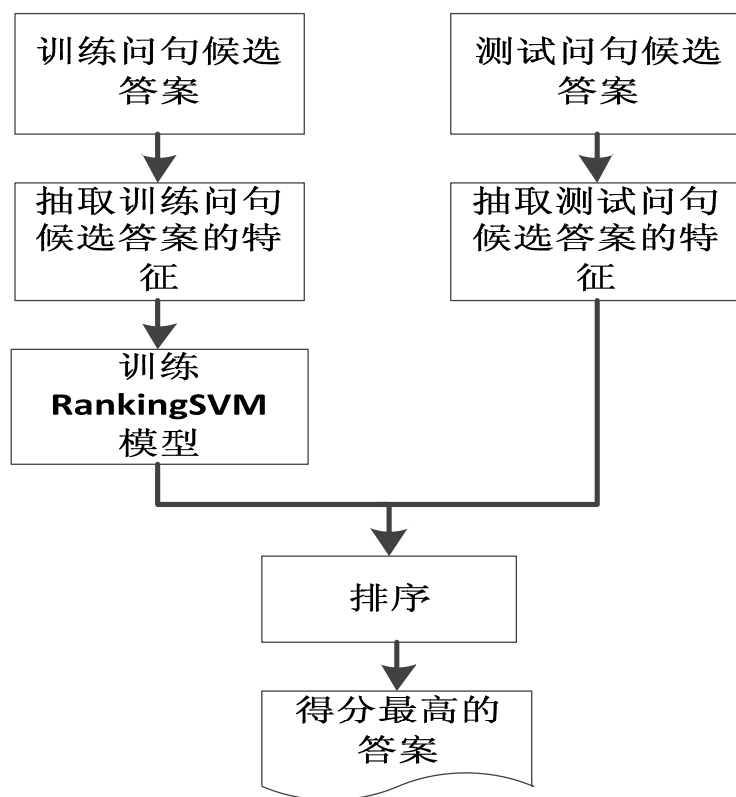 训练问句候选
答案
测试问句候选
答案
抽取训练问句
候选答案的特
征
抽取测试问句
候选答案的特
征
训练
RankingSVM
模型
排序
得分最高的
答案